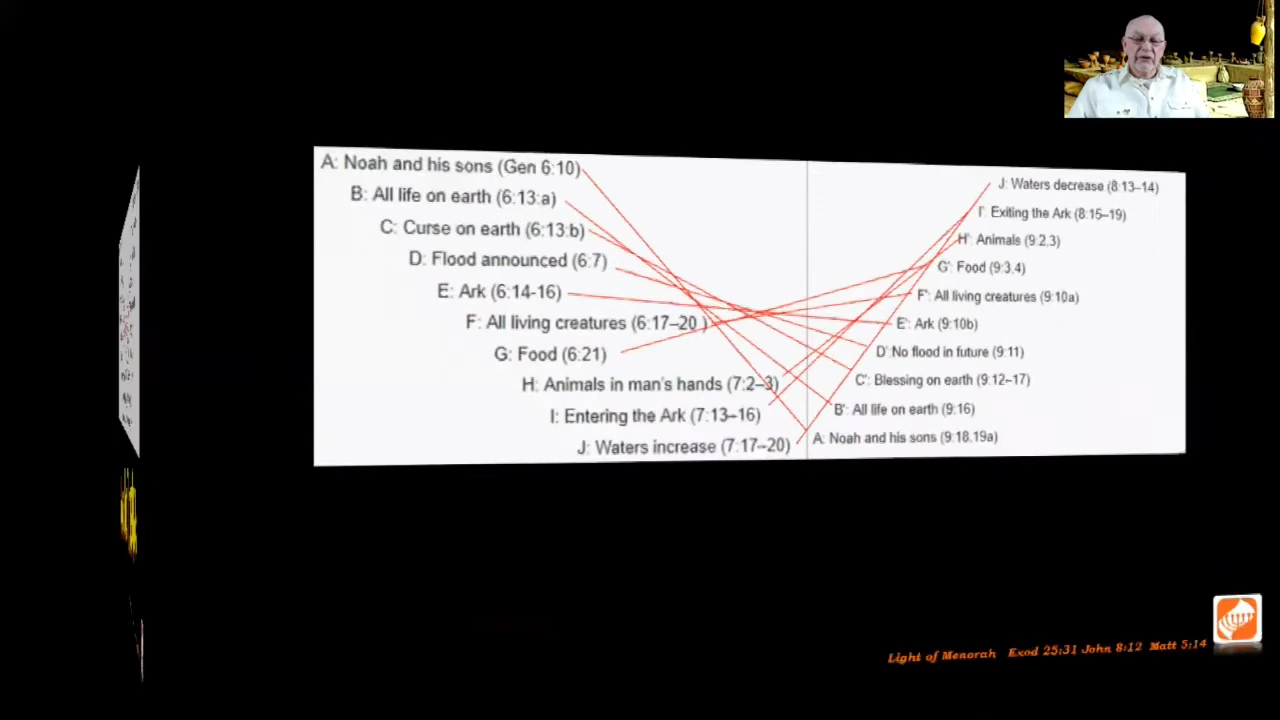 A: Noah and his sons (Gen 6:10)
B: All life on earth (6:13:a)
C: Curse on earth (6:13:b)
D: Flood announced (6:7)
E: Ark (6:14-16)
F: All living creatures (6:17–20 )
G: Food (6:21)
H: Animals in man's hands (7:2–3)
I: Entering the Ark (7:13–16)
J: Waters increase (7:17–20)
J: Waters decrease (8:13–14)
I': Exiting the Ark (8:15–19)
H': Animals (9:2,3)
G': Food (9:3,4)
F': All living creatures (9:10a)
E': Ark (9:10b)
D':No flood in future (9:11)
C': Blessing on earth (9:12–17)
B': All life on earth (9:16)
A: Noah and his sons (9:18.19a)
Light of Menorah Exod 25:31 John 8:12 Matt 5:14